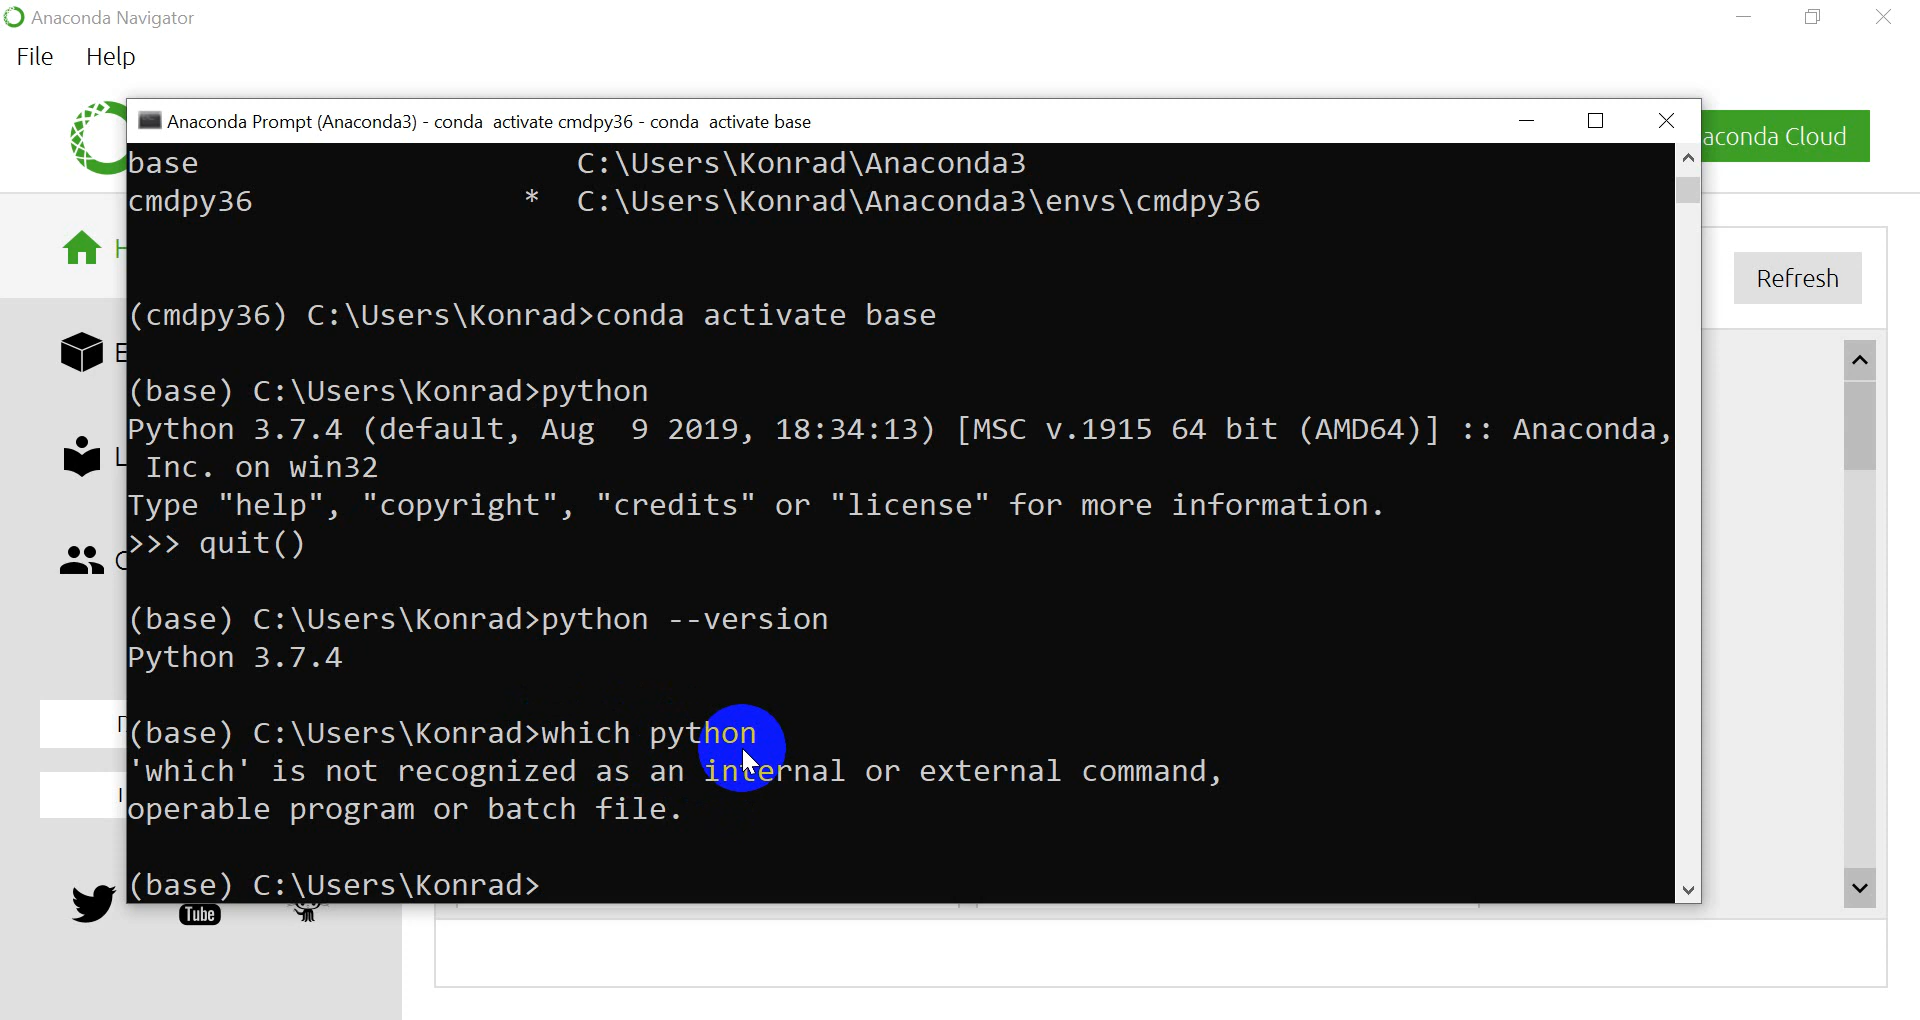 Anaconda Navigator
File Help
Anaconda Prompt (Anaconda3) - conda activate cmdpy36 - conda activate base
aconda Cloud
base C:\Users\Konrad\Anaconda3
cmdpy36 * C:\Users\Konrad\Anaconda3\envs\cmdpy36
Refresh
(cmdpy36) C:\Users\Konrad>conda activate base
(base) C:\Users\Konrad>python
Python 3.7.4 (default, Aug 9 2019, 18:34:13) [MSC v.1915 64 bit (AMD64)] :: Anaconda,
Inc. on win32
Type "help", "copyright", "credits" or "license" for more information.
>>> quit()
(base) C:\Users\Konrad>python --version
Python 3.7.4
(base) C:\Users\Konrad>which python
'which' is not recognized as an internal or external command,
operable program or batch file.
(base) C:\Users\Konrad>
Tube